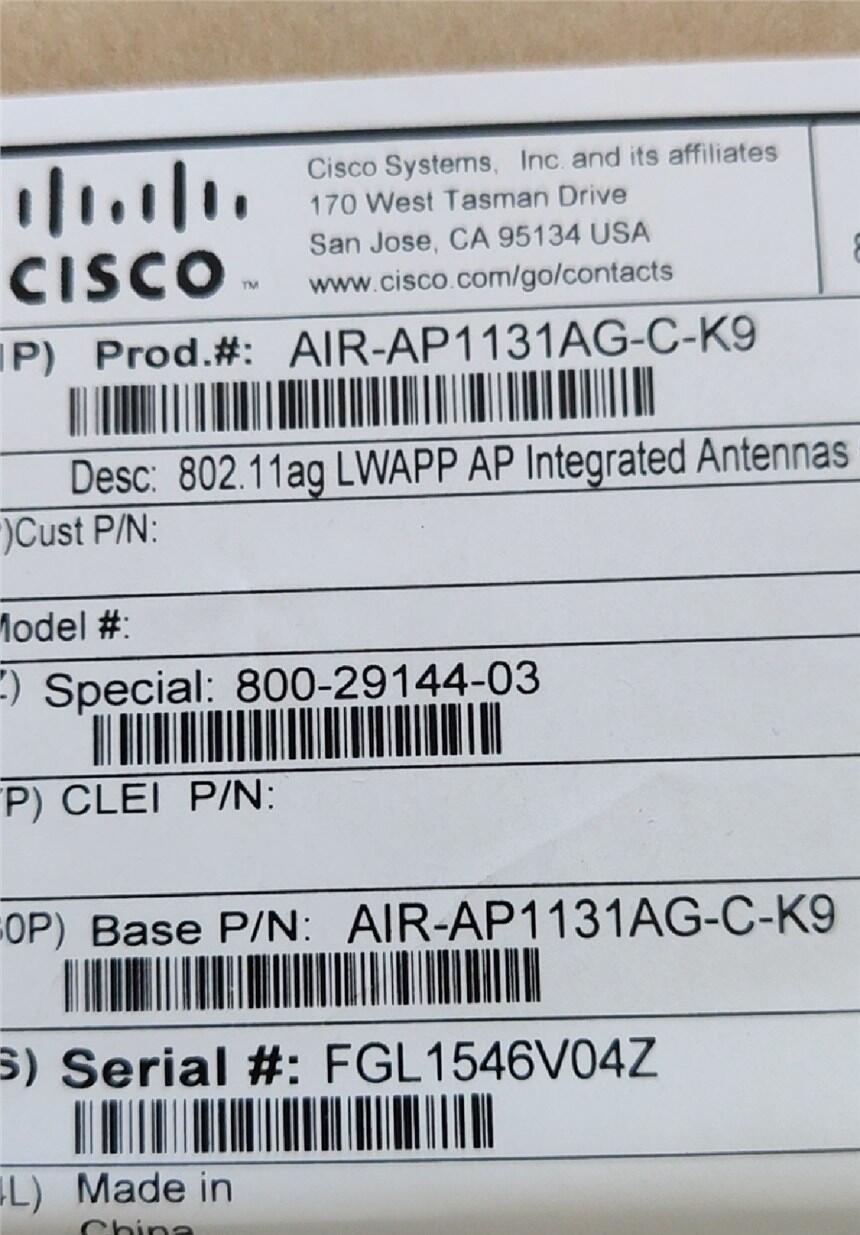 Cisco Systems, Inc. and its affiliates
170 West Tasman Drive
San Jose, CA 95134 USA
www.cisco.com/go/contacts
CISCO ™
P) Prod.#: AIR-AP1131AG-C-K9
Desc: 802.11ag LWAPP AP Integrated Antennas
)Cust P/N:
Model #:
) Special: 800-29144-03
P) CLEI P/N:
0P) Base P/N: AIR-AP1131AG-C-K9
S) Serial #: FGL1546V04Z
L) Made in
China